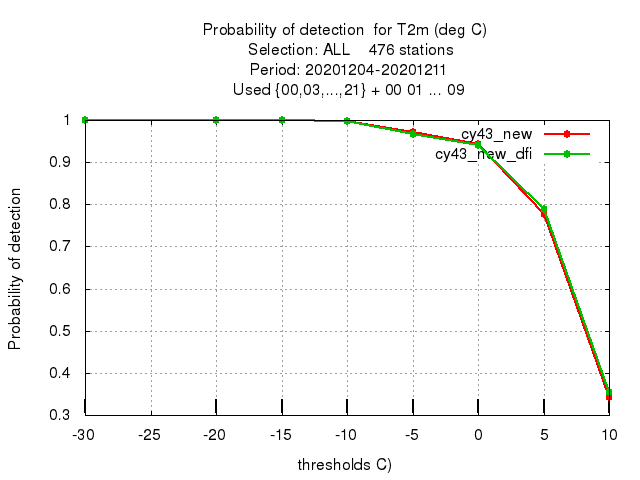 Probability of detection  for T2m (deg C)
Selection: ALL    476 stations
Period: 20201204-20201211
Used {00,03,...,21} + 00 01 ... 09
cy43_new
cy43_new_dfi
1
0.9
0.8
0.7
0.6
0.5
0.4
0.3
Probability of detection
-30 -25 -20 -15 -10 -5 0 5 10
thresholds C)